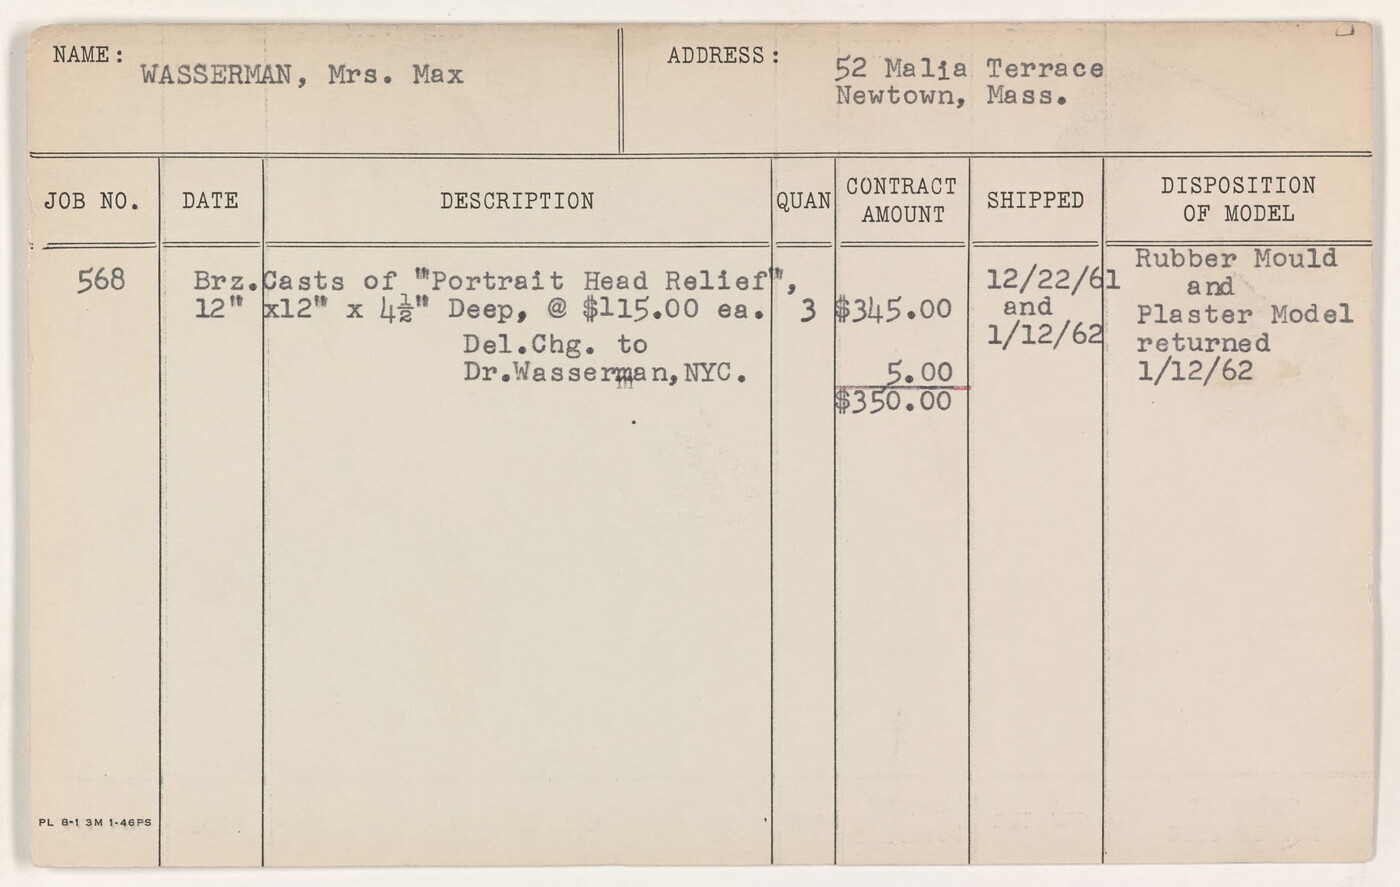 NAME: WASSERMAN, Mrs. Max
ADDRESS: 52 Malia Terrace
Newtown, Mass.
JOB NO. DATE DESCRIPTION QUAN CONTRACT AMOUNT SHIPPED DISPOSITION OF MODEL
568 Brz.Casts of "Portrait Head Relief",
12" x12" x 4½" Deep, @ $115.00 ea. 3 $345.00
Del.Chg. to
Dr.Wasserman,NYC. 5.00
$350.00
12/22/61
and
1/12/62
Rubber Mould
and
Plaster Model
returned
1/12/62
PL 8-1 3M 1-46PS